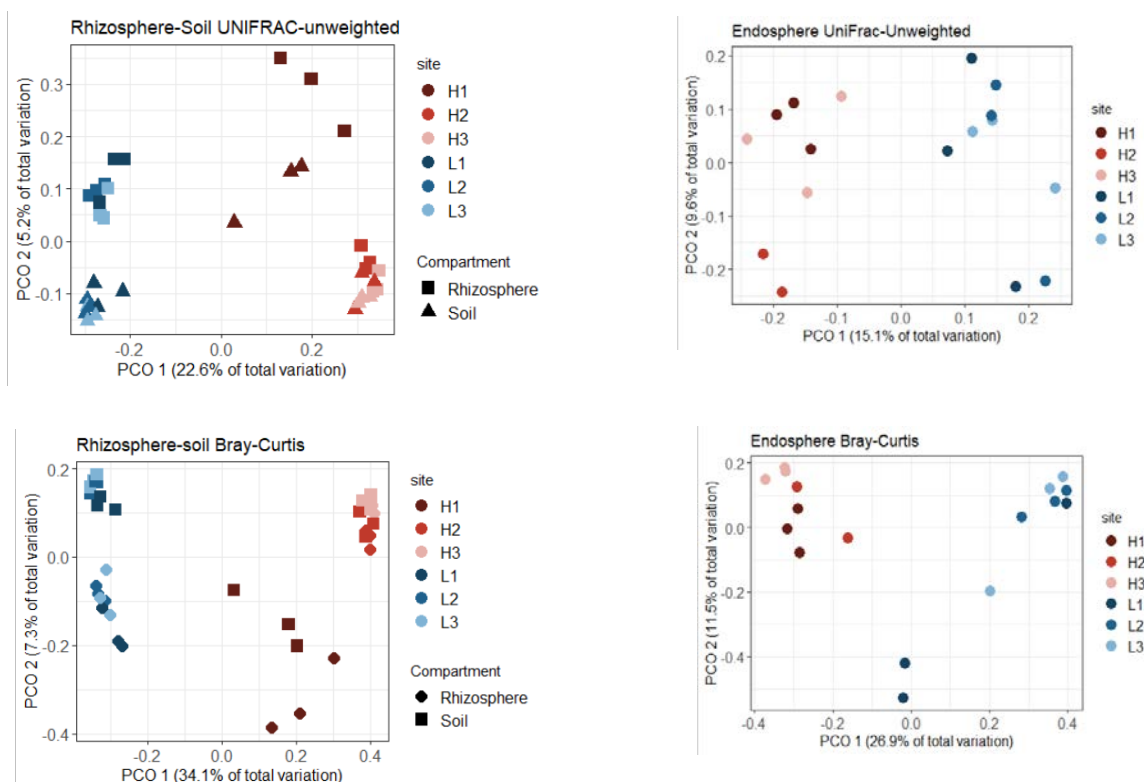 Rhizosphere-Soil UNIFRAC-unweighted
PCO 2 (5.2% of total variation)
0.3
0.2
0.1
0.0
-0.1
-0.2
0.0
0.2
PCO 1 (22.6% of total variation)
site
H1
H2
H3
L1
L2
L3
Compartment
Rhizosphere
Soil
Endosphere UniFrac-Unweighted
PCO 2 (9.6% of total variation)
0.2
0.1
0.0
-0.1
-0.2
-0.2
-0.1
0.0
0.1
0.2
PCO 1 (15.1% of total variation)
site
H1
H2
H3
L1
L2
L3
Rhizosphere-soil Bray-Curtis
PCO 2 (7.3% of total variation)
0.2
0.0
-0.2
-0.4
-0.2
0.0
0.2
0.4
PCO 1 (34.1% of total variation)
site
H1
H2
H3
L1
L2
L3
Compartment
Rhizosphere
Soil
Endosphere Bray-Curtis
PCO 2 (11.5% of total variation)
0.2
0.0
-0.2
-0.4
-0.4
-0.2
0.0
0.2
0.4
PCO 1 (26.9% of total variation)
site
H1
H2
H3
L1
L2
L3